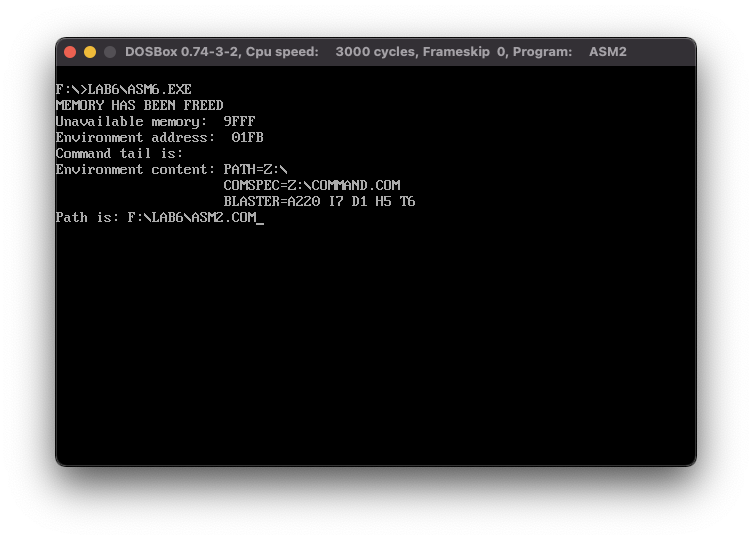 DOSBox 0.74-3-2, Cpu speed:    3000 cycles, Frameskip  0, Program:    ASM2
F:\>LAB6\ASM6.EXE
MEMORY HAS BEEN FREED
Unavailable memory:  9FFF
Environment address:  01FB
Command tail is:
Environment content: PATH=Z:\
                     COMSPEC=Z:\COMMAND.COM
                     BLASTER=A220 I7 D1 H5 T6
Path is: F:\LAB6\ASM2.COM_